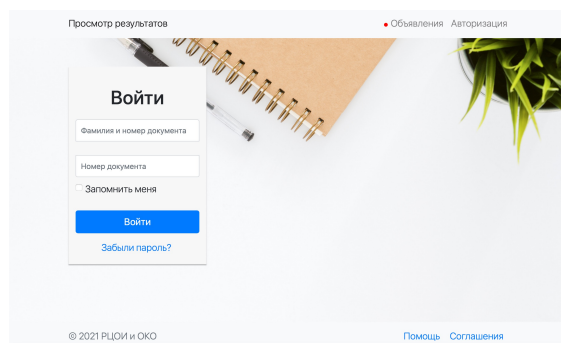 Просмотр результатов
Объявления Авторизация
Войти
Фамилия и номер документа
Номер документа
Запомнить меня
Войти
Забыли пароль?
© 2021 РЦОИ и ОКО
Помощь Соглашения